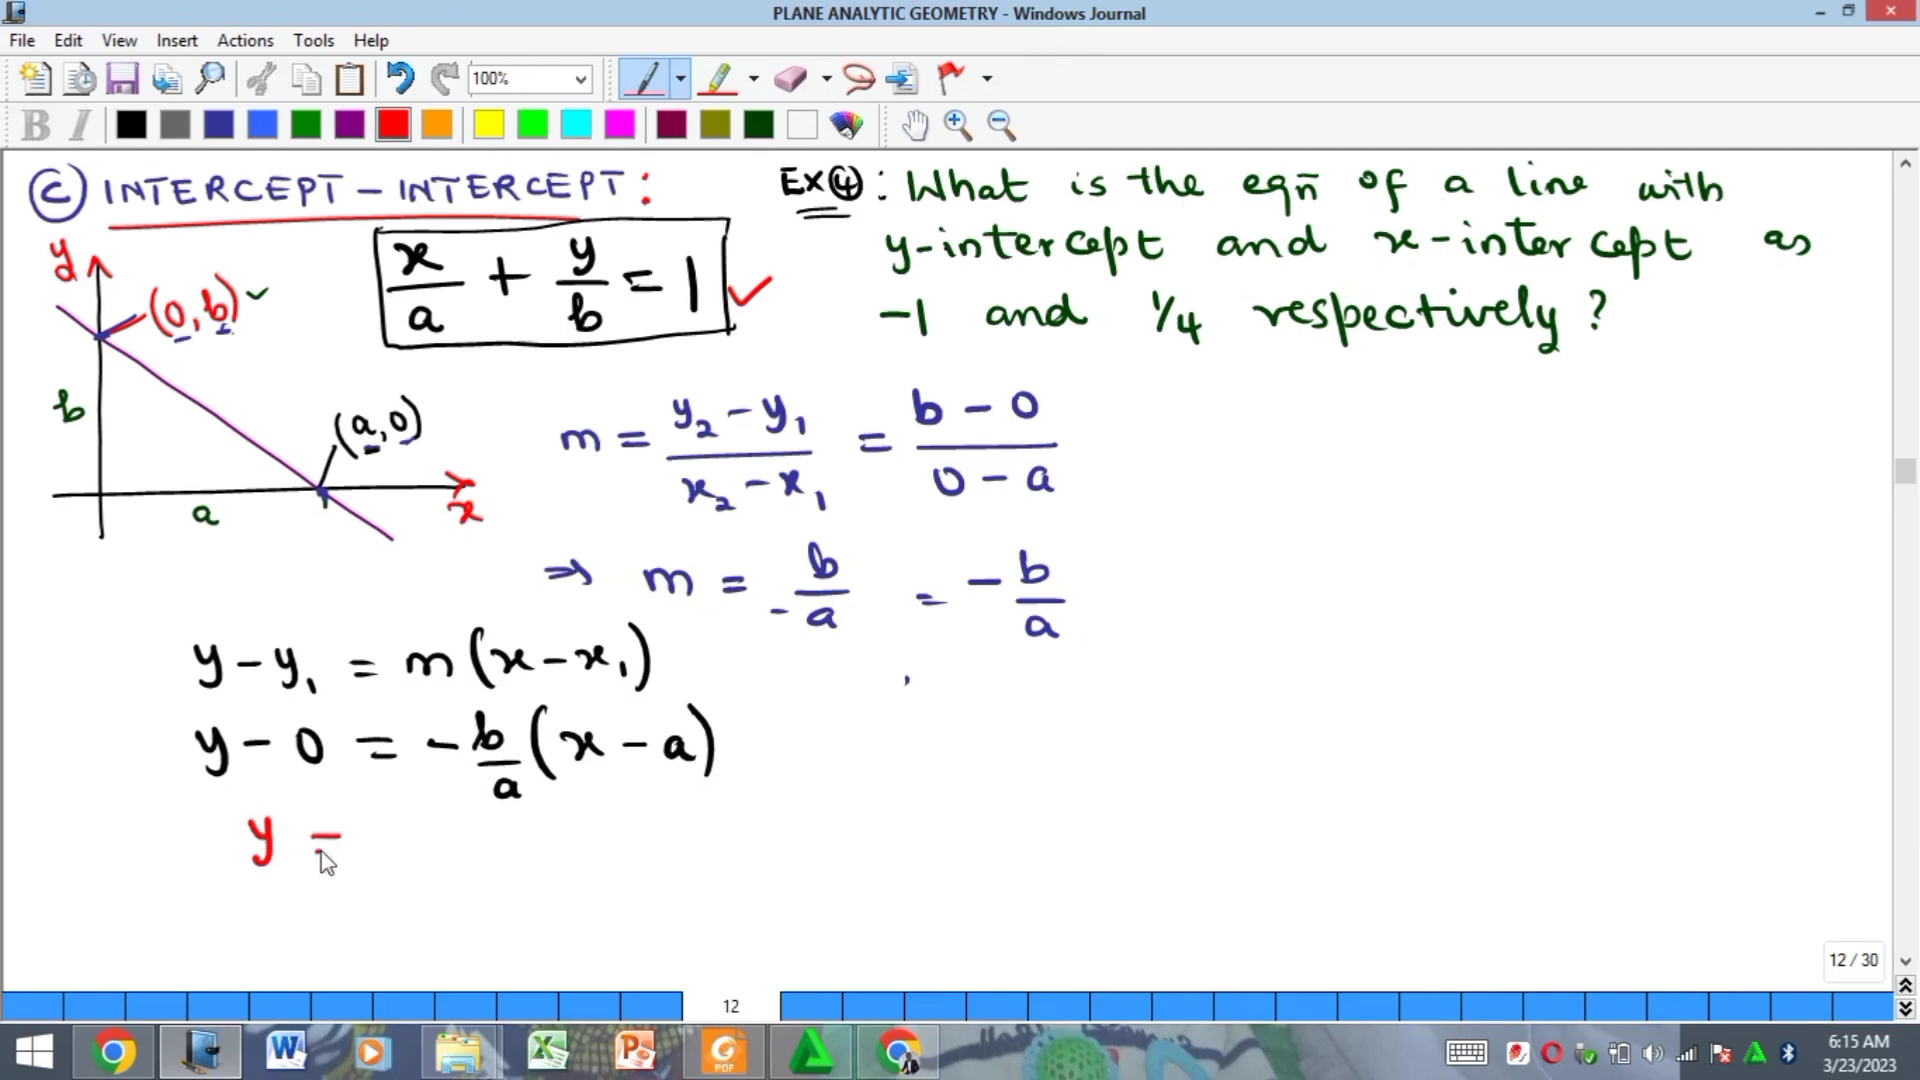 PLANE ANALYTIC GEOMETRY - Windows Journal
File Edit View Insert Actions Tools Help
100%
B I
Ⓒ INTERCEPT – INTERCEPT :
x/a + y/b = 1
y
(0, b)
b
(a, 0)
a
x
Ex④ : What is the eqn̄ of a line with
y-intercept and x-intercept as
-1 and 1/4 respectively ?
m = (y₂ - y₁)/(x₂ - x₁) = (b - 0)/(0 - a)
⇒ m = b/-a = - b/a
y - y₁ = m(x - x₁)
y - 0 = - b/a (x - a)
y =
12 / 30
12
PDF
6:15 AM
3/23/2023